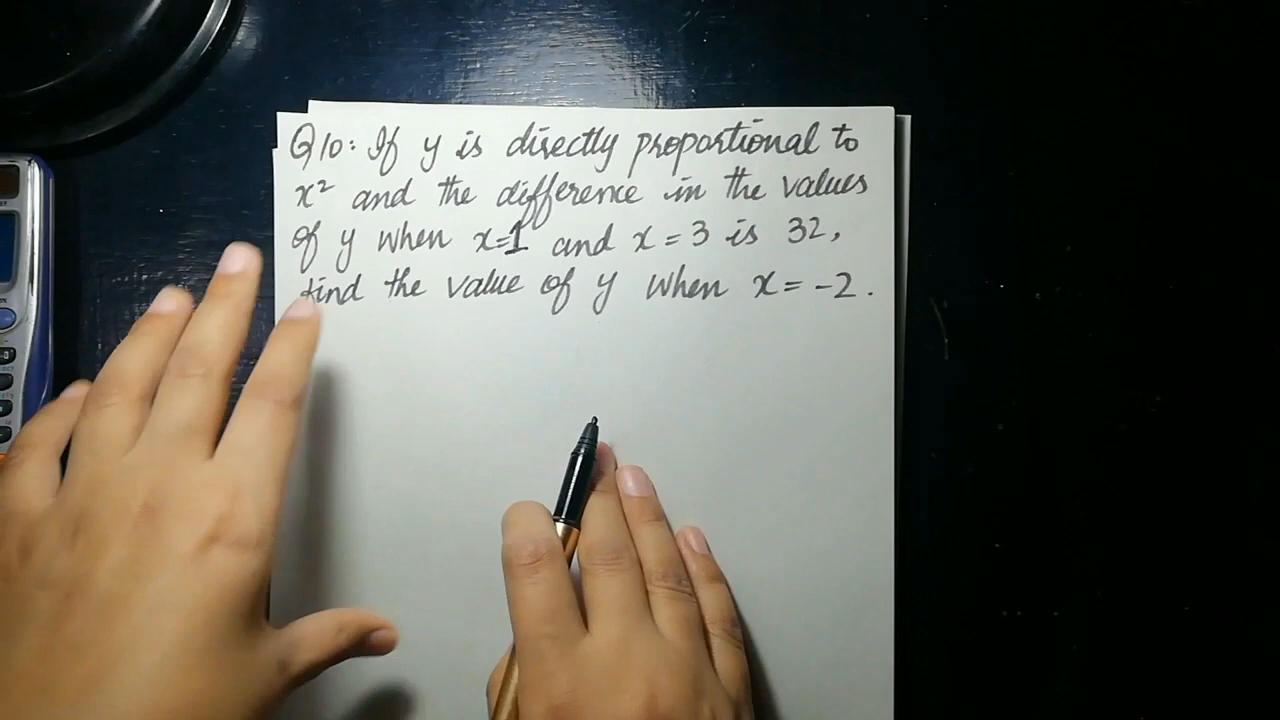 Q10: If y is directly proportional to
x² and the difference in the values
of y when x=1 and x=3 is 32,
find the value of y when x=-2.